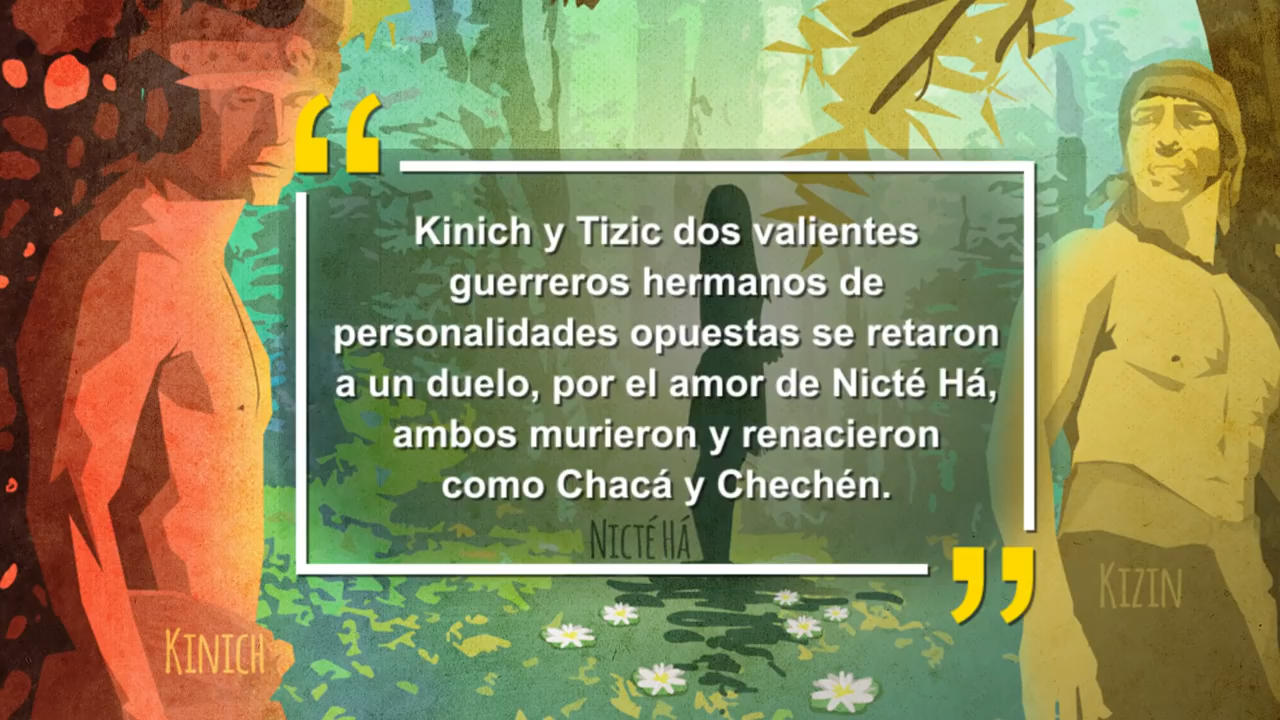 “
Kinich y Tizic dos valientes
guerreros hermanos de
personalidades opuestas se retaron
a un duelo, por el amor de Nicté Há,
ambos murieron y renacieron
como Chacá y Chechén.
”
Nicté Há
Kizin
Kinich